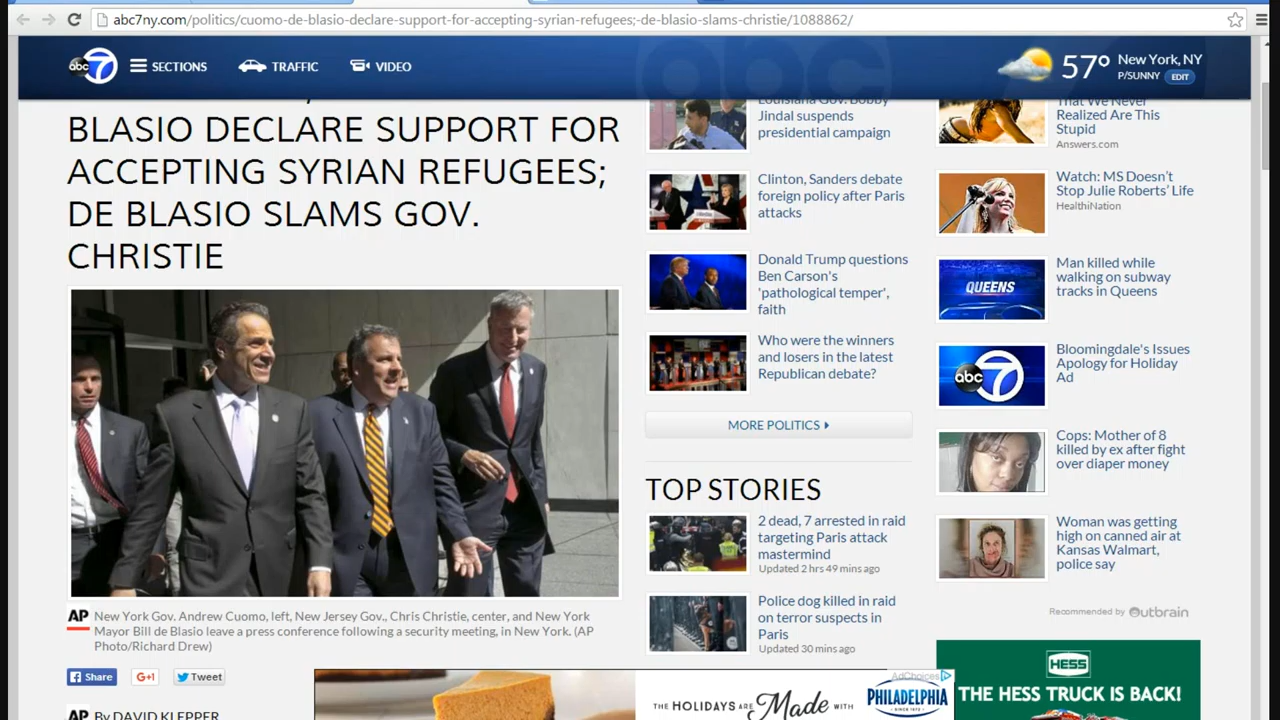 abc7ny.com/politics/cuomo-de-blasio-declare-support-for-accepting-syrian-refugees;-de-blasio-slams-christie/1088862/
abc 7
SECTIONS
TRAFFIC
VIDEO
57°
New York, NY
P/SUNNY
EDIT
BLASIO DECLARE SUPPORT FOR
ACCEPTING SYRIAN REFUGEES;
DE BLASIO SLAMS GOV.
CHRISTIE
AP
New York Gov. Andrew Cuomo, left, New Jersey Gov., Chris Christie, center, and New York
Mayor Bill de Blasio leave a press conference following a security meeting, in New York. (AP
Photo/Richard Drew)
Share
G+1
Tweet
AP
By DAVID KLEPPER
Louisiana Gov. Bobby
Jindal suspends
presidential campaign
Clinton, Sanders debate
foreign policy after Paris
attacks
Donald Trump questions
Ben Carson's
'pathological temper',
faith
Who were the winners
and losers in the latest
Republican debate?
MORE POLITICS
TOP STORIES
2 dead, 7 arrested in raid
targeting Paris attack
mastermind
Updated 2 hrs 49 mins ago
Police dog killed in raid
on terror suspects in
Paris
Updated 30 mins ago
That We Never
Realized Are This
Stupid
Answers.com
Watch: MS Doesn't
Stop Julie Roberts' Life
HealthiNation
QUEENS
Man killed while
walking on subway
tracks in Queens
abc 7
Bloomingdale's Issues
Apology for Holiday
Ad
Cops: Mother of 8
killed by ex after fight
over diaper money
Woman was getting
high on canned air at
Kansas Walmart,
police say
Recommended by Outbrain
AdChoices
THE HOLIDAYS ARE Made WITH
PHILADELPHIA
HESS
THE HESS TRUCK IS BACK!